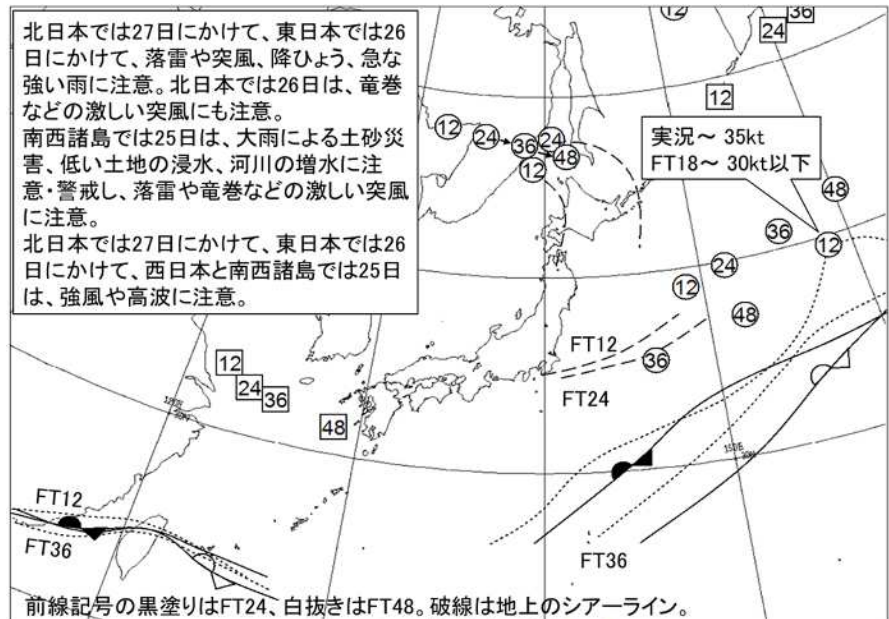 北日本では27日にかけて、東日本では26
日にかけて、落雷や突風、降ひょう、急な
強い雨に注意。北日本では26日は、竜巻
などの激しい突風にも注意。
南西諸島では25日は、大雨による土砂災
害、低い土地の浸水、河川の増水に注
意・警戒し、落雷や竜巻などの激しい突風
に注意。
北日本では27日にかけて、東日本では26
日にかけて、西日本と南西諸島では25日
は、強風や高波に注意。
12
36
24
12
実況～ 35kt
FT18～ 30kt以下
12
24
36
24
48
12
48
36
12
24
12
48
FT12
36
FT24
12
24
36
48
150E
30N
FT12
FT36
FT36
前線記号の黒塗りはFT24、白抜きはFT48。破線は地上のシアーライン。